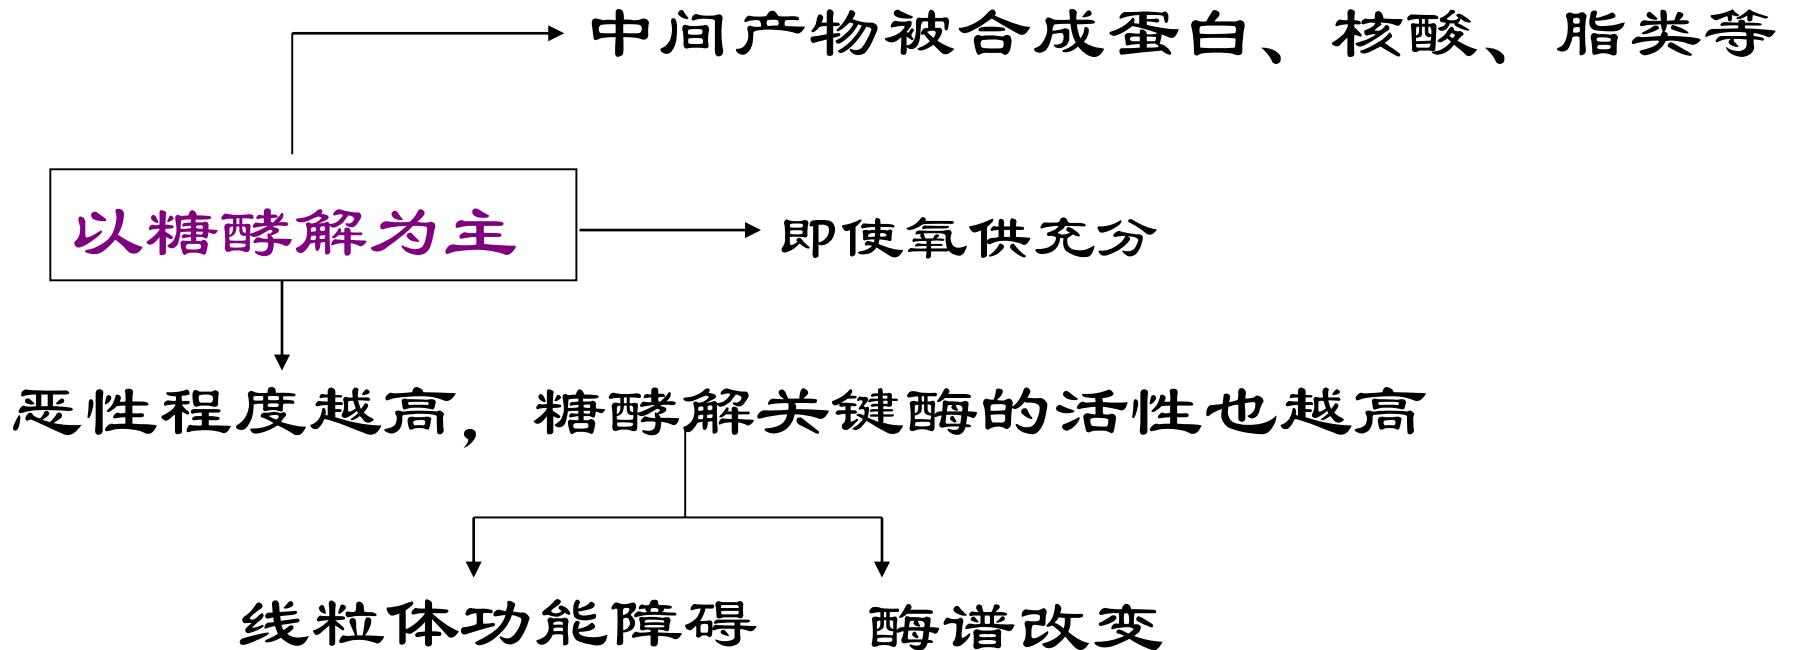 中间产物被合成蛋白、核酸、脂类等
以糖酵解为主
即使氧供充分
恶性程度越高，糖酵解关键酶的活性也越高
线粒体功能障碍
酶谱改变